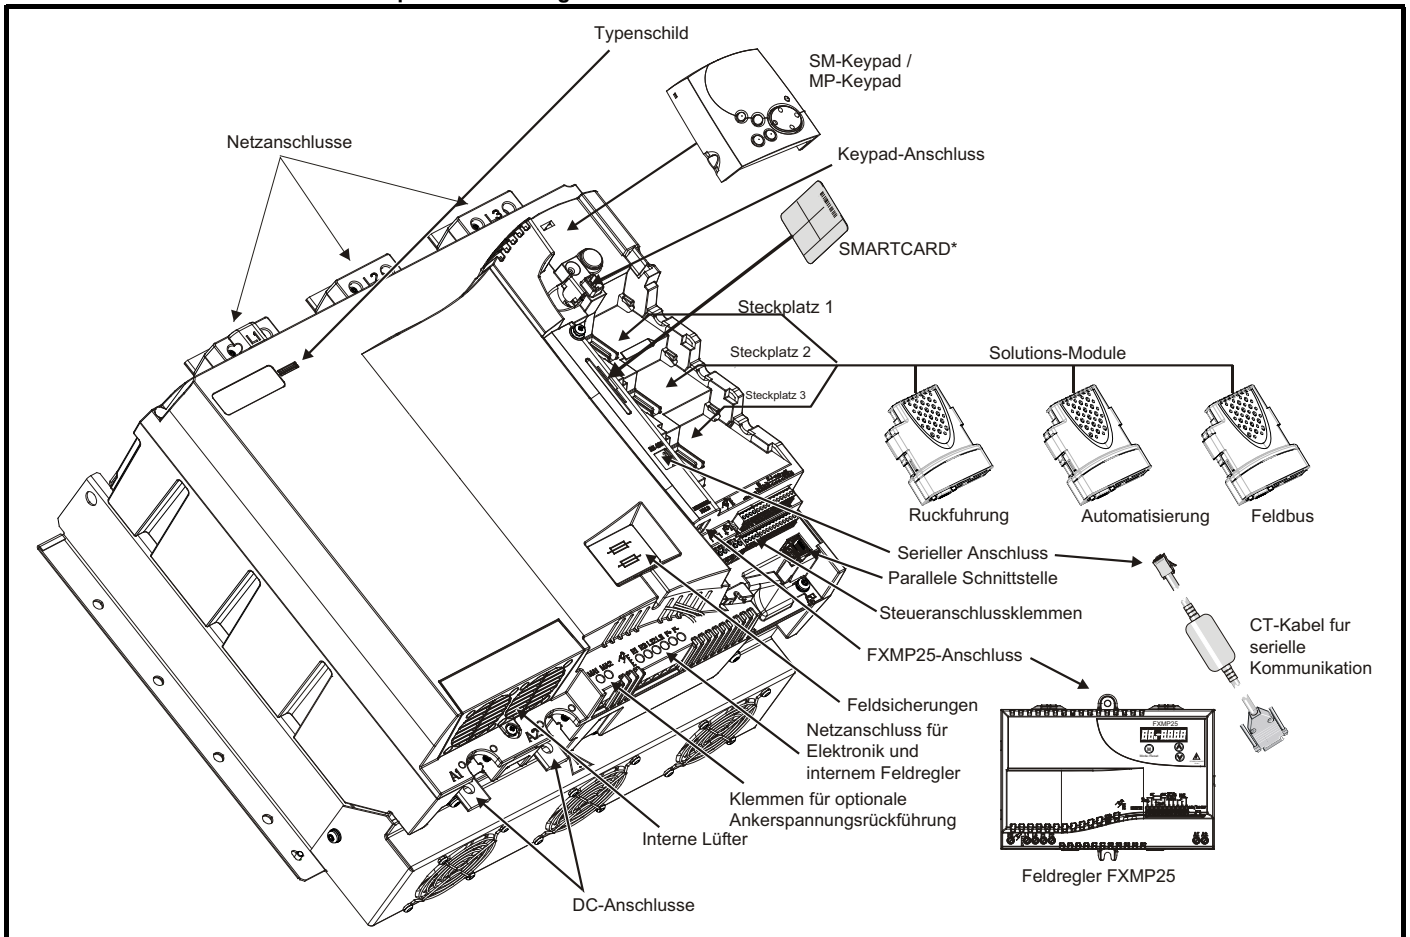 Typenschild
SM-Keypad /
MP-Keypad
Netzanschlusse
Keypad-Anschluss
SMARTCARD*
L3
L2
L1
Steckplatz 1
Steckplatz 2
Steckplatz 3
Solutions-Module
Ruckfuhrung
Automatisierung
Feldbus
Serieller Anschluss
Parallele Schnittstelle
Steueranschlussklemmen
FXMP25-Anschluss
CT-Kabel fur
serielle
Kommunikation
Feldsicherungen
Netzanschluss für
Elektronik und
internem Feldregler
Klemmen für optionale
Ankerspannungsrückführung
Interne Lüfter
DC-Anschlusse
A1
A2
FXMP25
Feldregler FXMP25